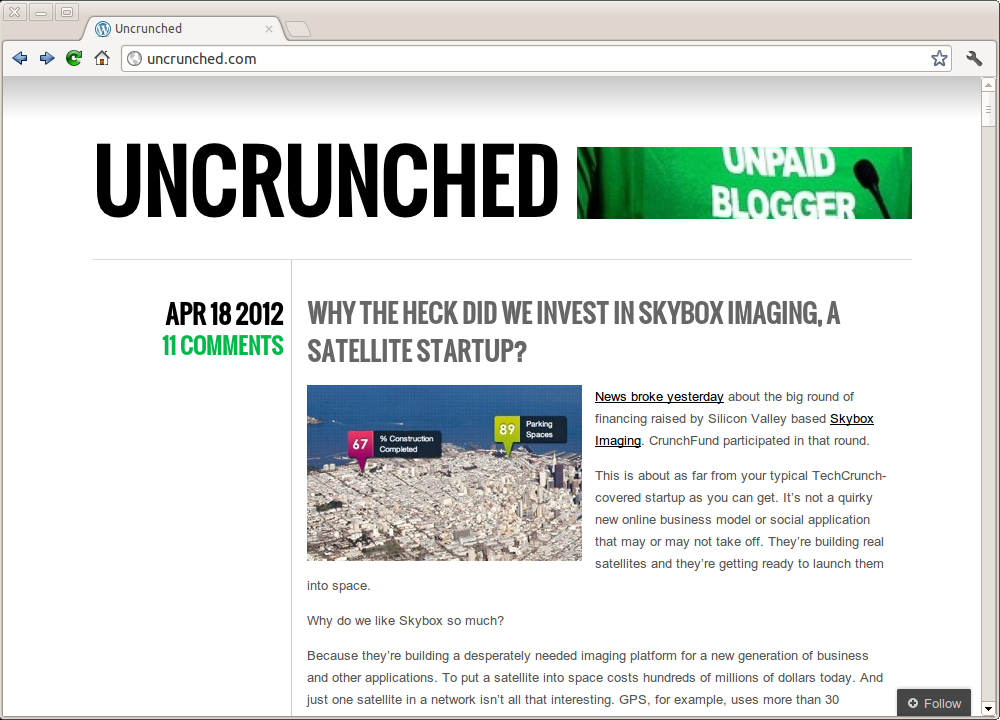 Uncrunched
uncrunched.com
UNCRUNCHED
UNPAID
BLOGGER
APR 18 2012
11 COMMENTS
WHY THE HECK DID WE INVEST IN SKYBOX IMAGING, A
SATELLITE STARTUP?
67 % Construction
Completed
89 Parking
Spaces
News broke yesterday about the big round of
financing raised by Silicon Valley based Skybox
Imaging. CrunchFund participated in that round.
This is about as far from your typical TechCrunch-
covered startup as you can get. It’s not a quirky
new online business model or social application
that may or may not take off. They’re building real
satellites and they’re getting ready to launch them
into space.
Why do we like Skybox so much?
Because they’re building a desperately needed imaging platform for a new generation of business
and other applications. To put a satellite into space costs hundreds of millions of dollars today. And
just one satellite in a network isn’t all that interesting. GPS, for example, uses more than 30
Follow